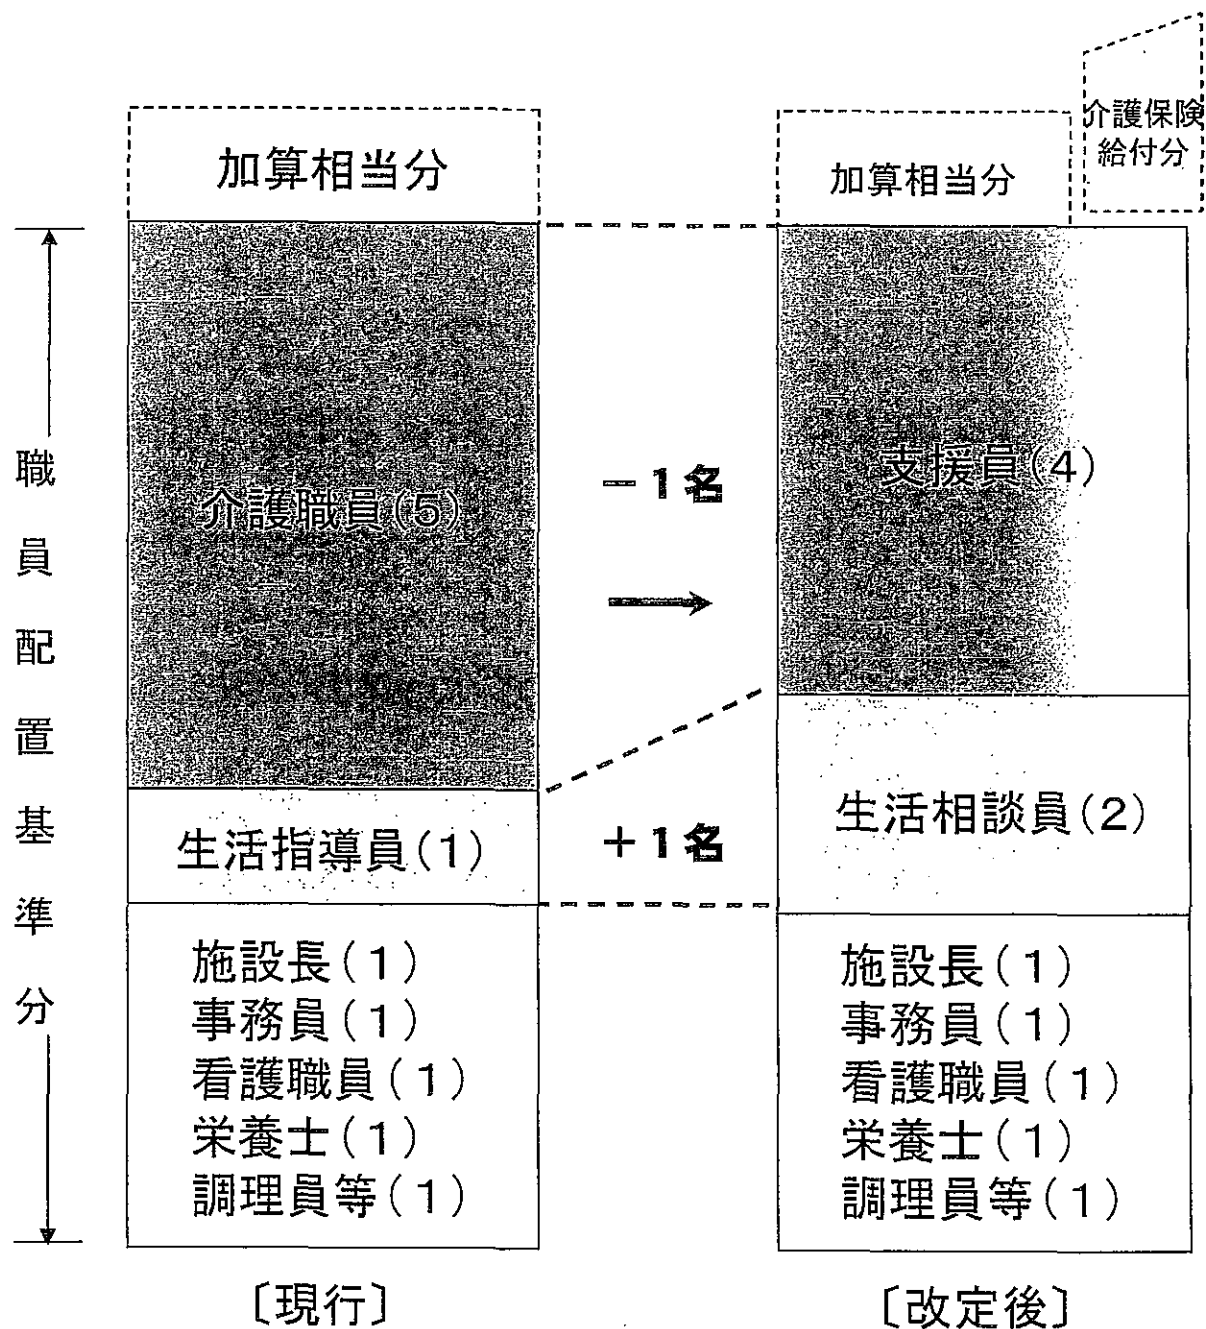 介護保険
給付分
加算相当分
加算相当分
職員配置基準分
介護職員(5)
－1名
支援員(4)
生活指導員(1)
＋1名
生活相談員(2)
施設長(1)
事務員(1)
看護職員(1)
栄養士(1)
調理員等(1)
施設長(1)
事務員(1)
看護職員(1)
栄養士(1)
調理員等(1)
〔現行〕
〔改定後〕